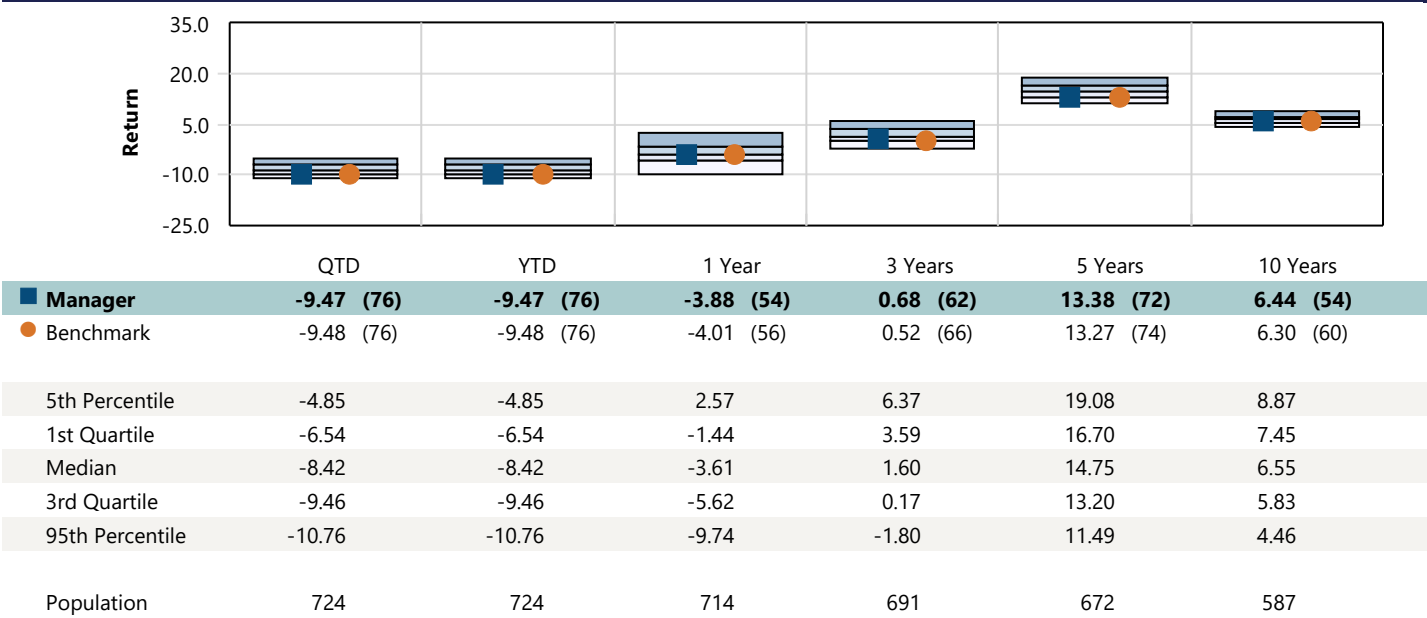 35.0
20.0
5.0
-10.0
-25.0
Return
QTD YTD 1 Year 3 Years 5 Years 10 Years
Manager -9.47 (76) -9.47 (76) -3.88 (54) 0.68 (62) 13.38 (72) 6.44 (54)
Benchmark -9.48 (76) -9.48 (76) -4.01 (56) 0.52 (66) 13.27 (74) 6.30 (60)
5th Percentile -4.85 -4.85 2.57 6.37 19.08 8.87
1st Quartile -6.54 -6.54 -1.44 3.59 16.70 7.45
Median -8.42 -8.42 -3.61 1.60 14.75 6.55
3rd Quartile -9.46 -9.46 -5.62 0.17 13.20 5.83
95th Percentile -10.76 -10.76 -9.74 -1.80 11.49 4.46
Population 724 724 714 691 672 587